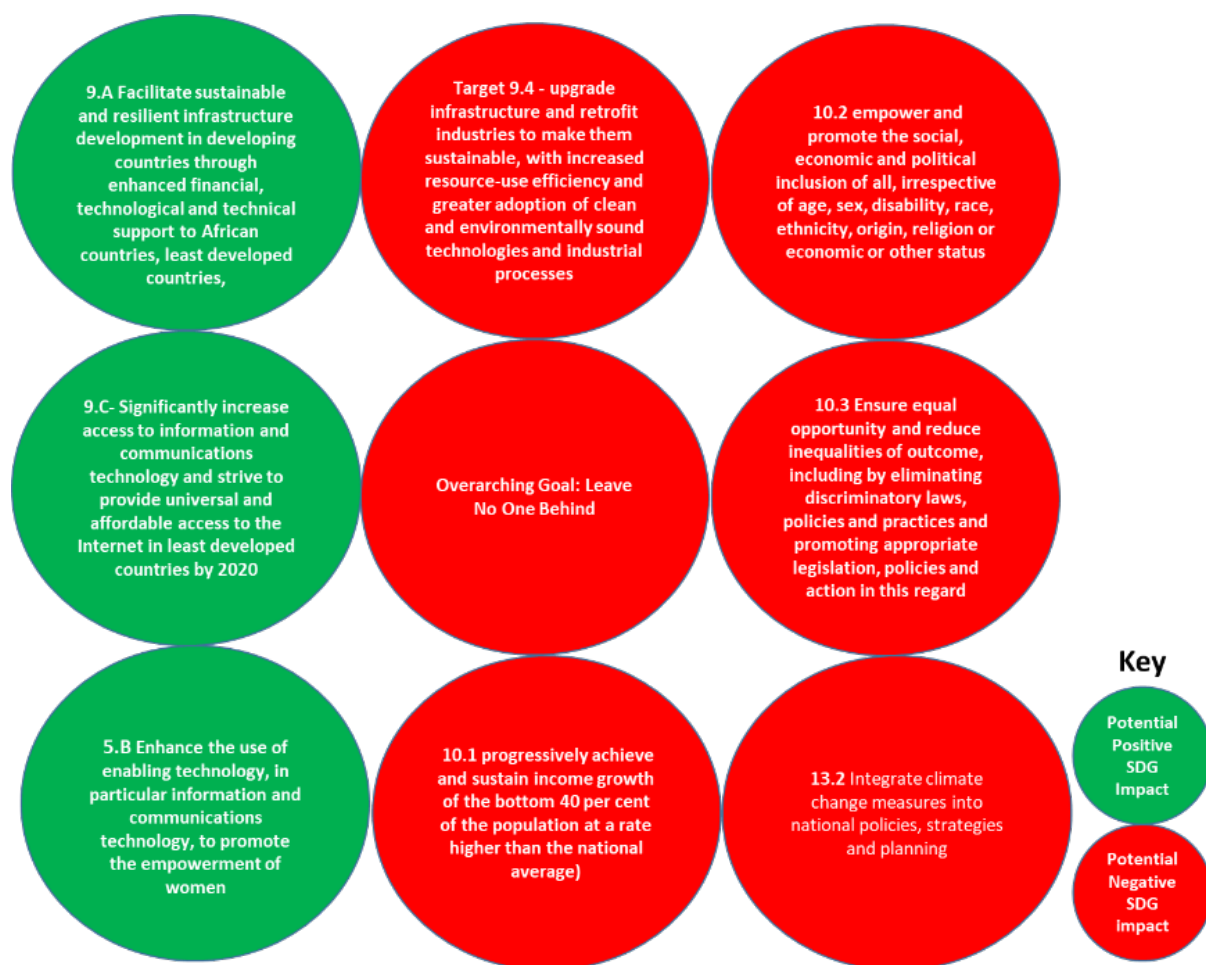 9.A Facilitate sustainable
and resilient infrastructure
development in developing
countries through
enhanced financial,
technological and technical
support to African
countries, least developed
countries,
Target 9.4 - upgrade
infrastructure and retrofit
industries to make them
sustainable, with increased
resource-use efficiency and
greater adoption of clean
and environmentally sound
technologies and industrial
processes
10.2 empower and
promote the social,
economic and political
inclusion of all, irrespective
of age, sex, disability, race,
ethnicity, origin, religion or
economic or other status
9.C- Significantly increase
access to information and
communications
technology and strive to
provide universal and
affordable access to the
Internet in least developed
countries by 2020
Overarching Goal: Leave
No One Behind
10.3 Ensure equal
opportunity and reduce
inequalities of outcome,
including by eliminating
discriminatory laws,
policies and practices and
promoting appropriate
legislation, policies and
action in this regard
5.B Enhance the use of
enabling technology, in
particular information and
communications
technology, to promote
the empowerment of
women
10.1 progressively achieve
and sustain income growth
of the bottom 40 per cent
of the population at a rate
higher than the national
average)
13.2 Integrate climate
change measures into
national policies, strategies
and planning
Key
Potential
Positive
SDG
Impact
Potential
Negative
SDG
Impact